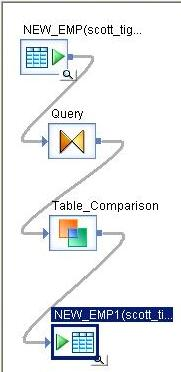 NEW_EMP(scott_tig...
Query
Table_Comparison
NEW_EMP1(scott_ti...